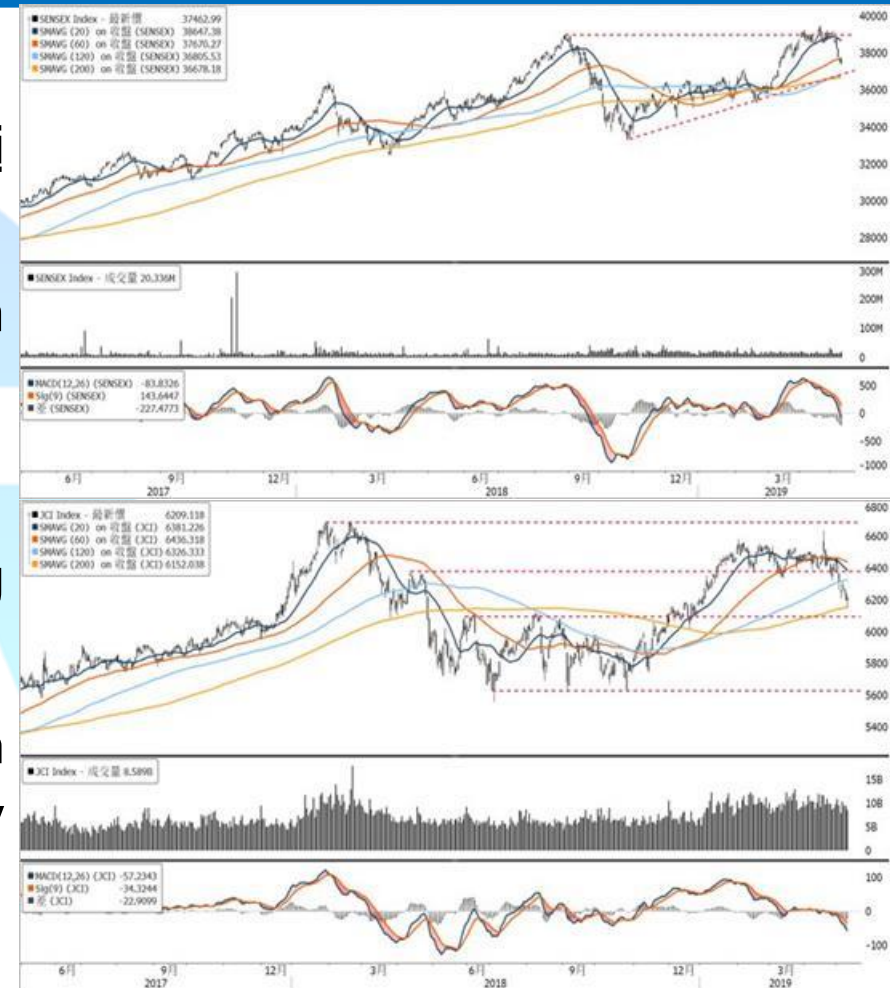 SENSEX Index - 最新價 37462.99
SMAVG (20) on 收盤 (SENSEX) 38647.38
SMAVG (60) on 收盤 (SENSEX) 37670.27
SMAVG (120) on 收盤 (SENSEX) 36805.53
SMAVG (200) on 收盤 (SENSEX) 36678.18
40000
38000
36000
34000
32000
30000
28000
SENSEX Index - 成交量 20.336M
300M
200M
100M
0
MACD(12,26) (SENSEX) -83.8326
Sig(9) (SENSEX) 143.6447
差 (SENSEX) -227.4773
500
0
-500
-1000
6月 9月 12月 3月 6月 9月 12月 3月
2017 2018 2019
JCI Index - 最新價 6209.118
SMAVG (20) on 收盤 (JCI) 6381.226
SMAVG (60) on 收盤 (JCI) 6436.318
SMAVG (120) on 收盤 (JCI) 6326.333
SMAVG (200) on 收盤 (JCI) 6152.038
6800
6600
6400
6200
6000
5800
5600
5400
JCI Index - 成交量 8.589B
15B
10B
5B
0
MACD(12,26) (JCI) -57.2343
Sig(9) (JCI) -34.3244
差 (JCI) -22.9099
100
0
-100
6月 9月 12月 3月 6月 9月 12月 3月
2017 2018 2019